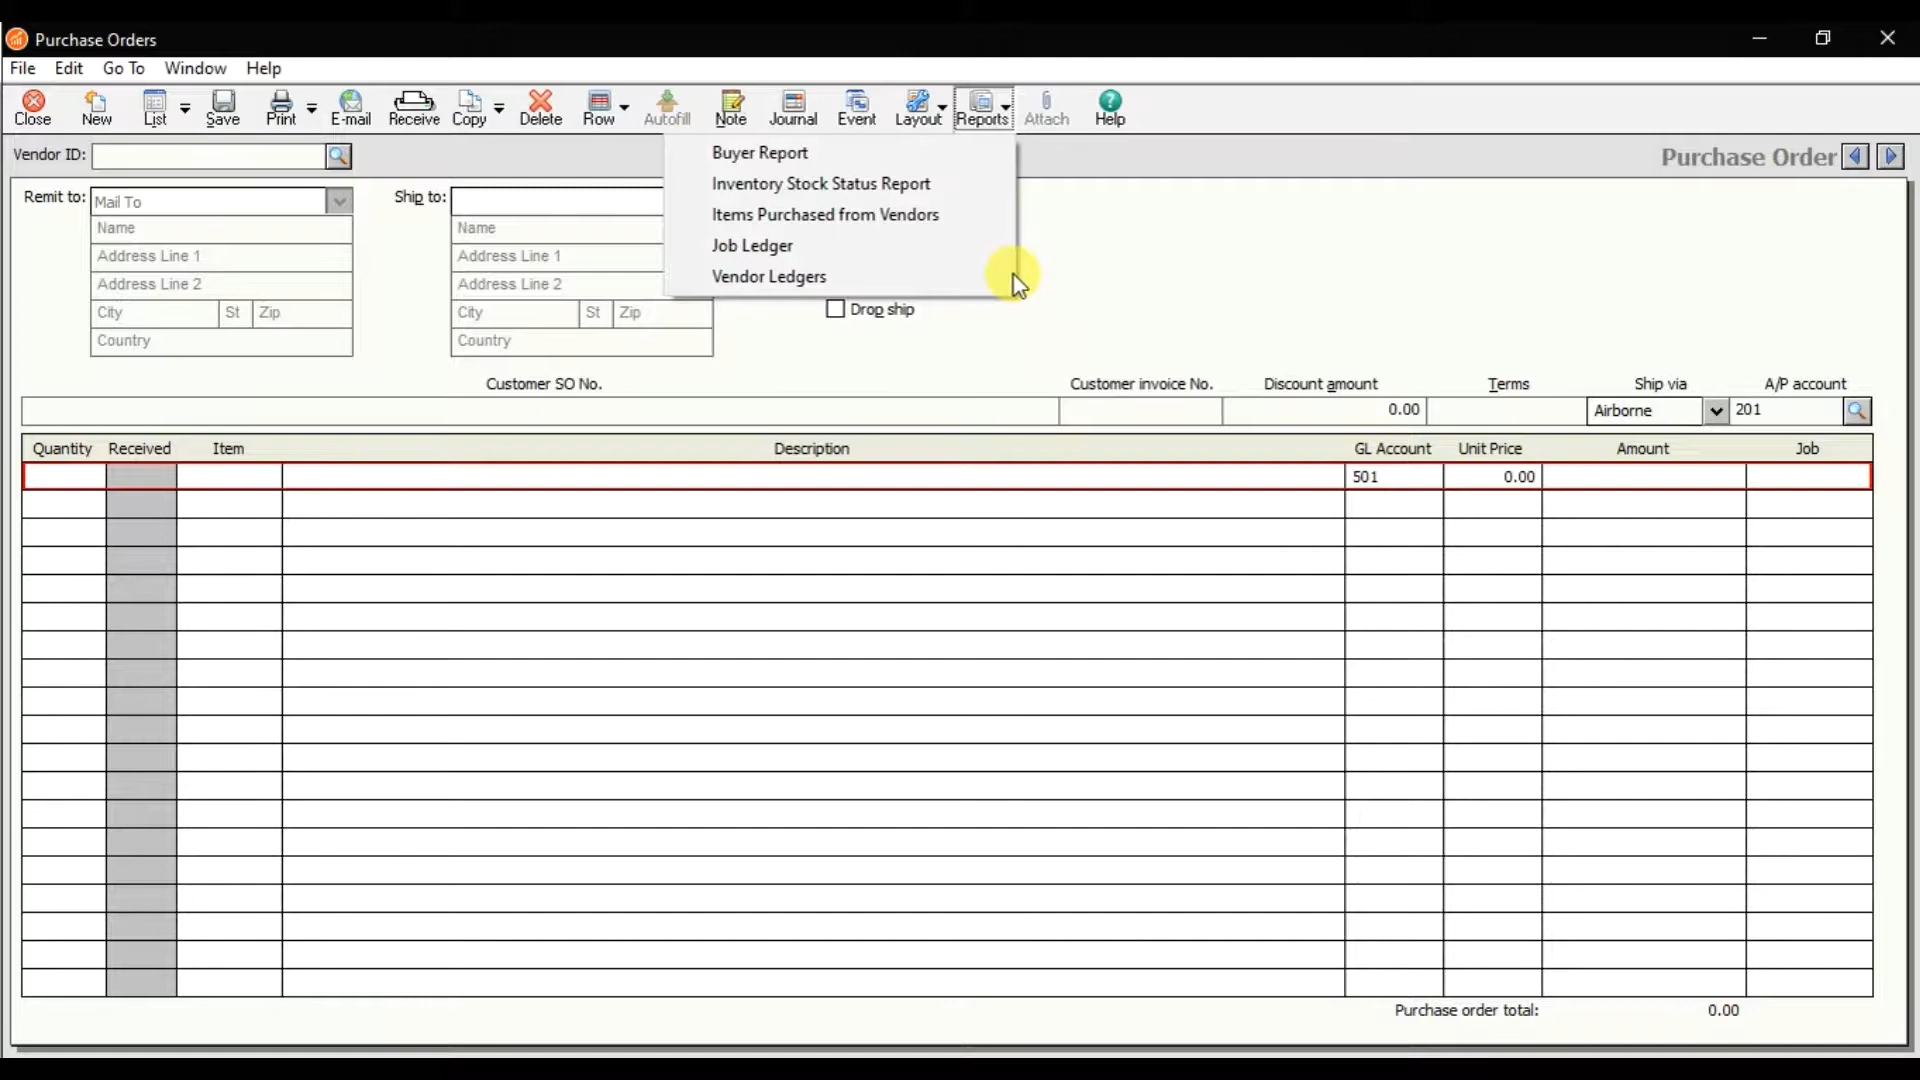 Purchase Orders
File Edit Go To Window Help
Close New List Save Print E-mail Receive Copy Delete Row Autofill Note Journal Event Layout Reports Attach Help
Vendor ID:
Purchase Order
Buyer Report
Inventory Stock Status Report
Items Purchased from Vendors
Job Ledger
Vendor Ledgers
Remit to: Mail To
Name
Address Line 1
Address Line 2
City St Zip
Country
Ship to:
Name
Address Line 1
Address Line 2
City St Zip
Country
Drop ship
Customer SO No. Customer invoice No. Discount amount Terms Ship via A/P account
0.00 Airborne 201
Quantity Received Item Description GL Account Unit Price Amount Job
501 0.00
Purchase order total: 0.00